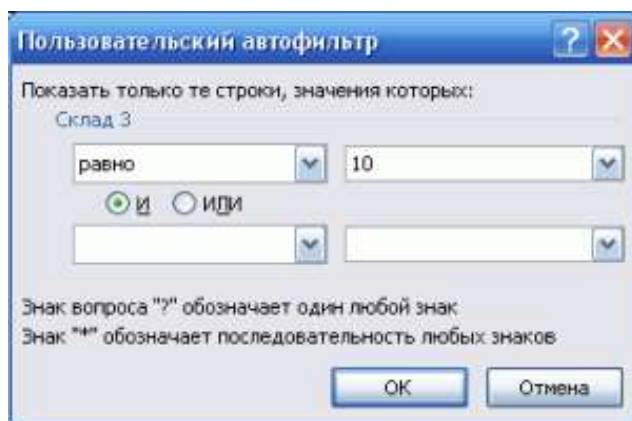 Пользовательский автофильтр
Показать только те строки, значения которых:
Склад 3
равно 10
И ИЛИ
Знак вопроса "?" обозначает один любой знак
Знак "*" обозначает последовательность любых знаков
ОК Отмена